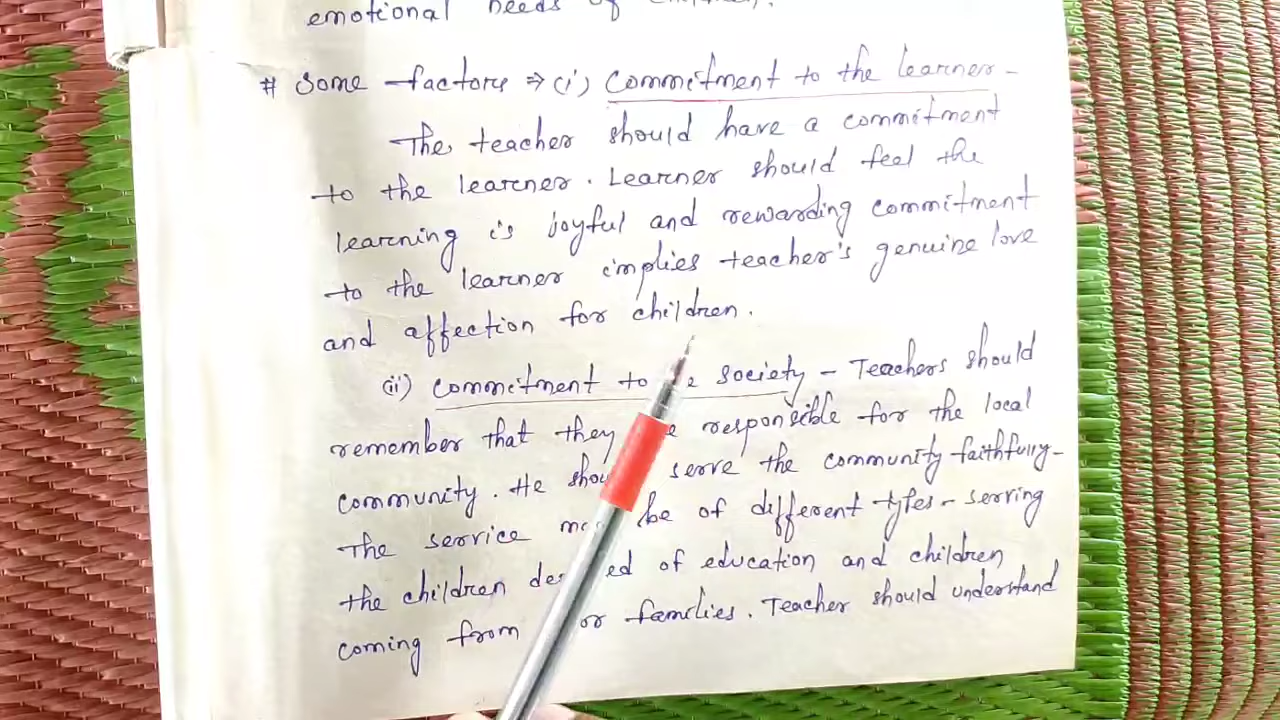 emotional needs of children.
# Some factors ⇒ (i) Commitment to the learner -
The teacher should have a commitment
to the learner. Learner should feel the
learning is joyful and rewarding commitment
to the learner implies teacher's genuine love
and affection for children.
(ii) commitment to society - Teachers should
remember that they responsible for the local
community. He serve the community faithfully -
The service be of different types - serving
the children of education and children
coming from families. Teacher should understand